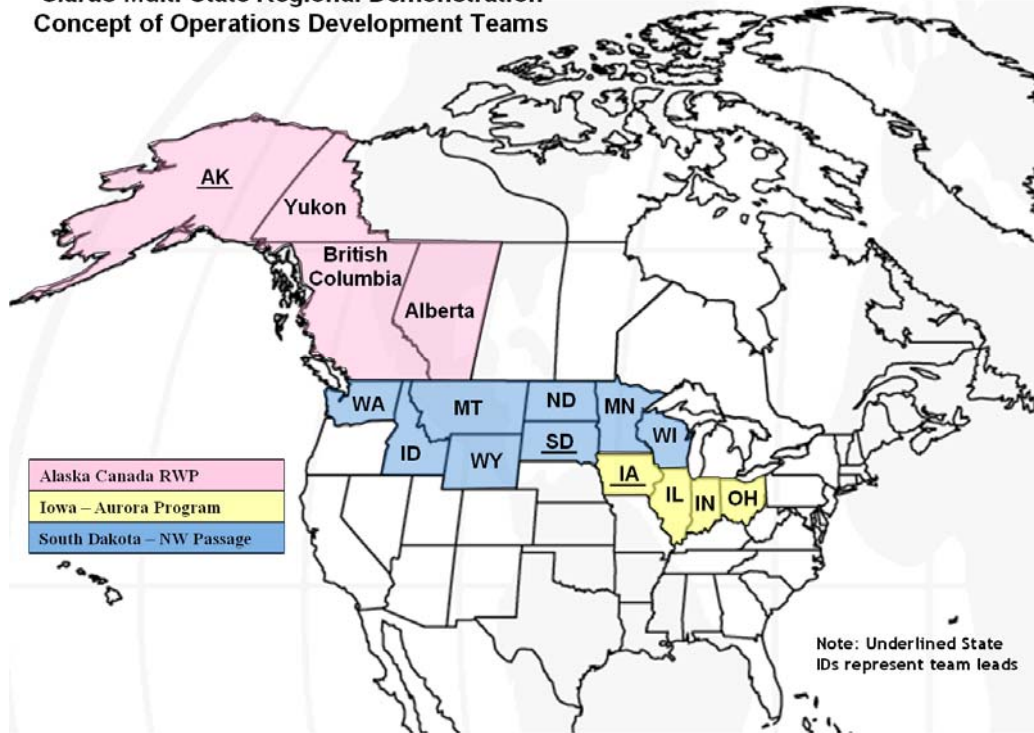 Clarus Multi-State Regional Demonstration
Concept of Operations Development Teams
AK
Yukon
British
Columbia
Alberta
WA
MT
ND
MN
ID
WY
SD
WI
IA
IL
IN
OH
Alaska Canada RWP
Iowa – Aurora Program
South Dakota – NW Passage
Note: Underlined State
IDs represent team leads